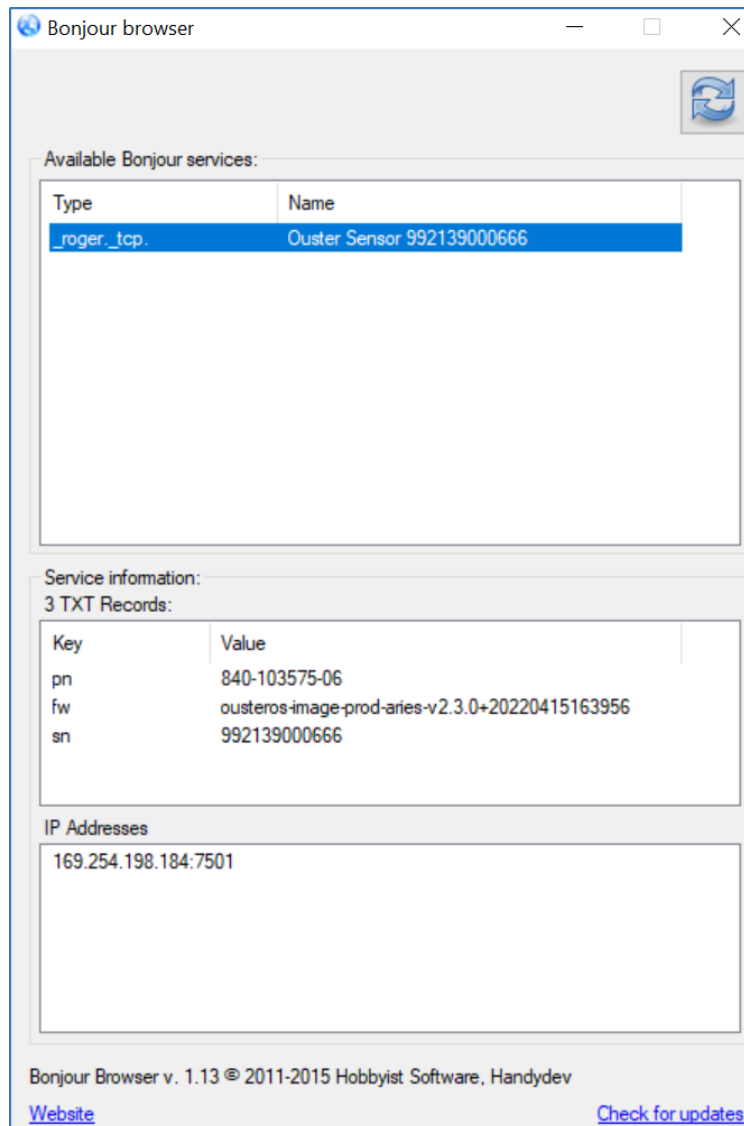 Bonjour browser
Available Bonjour services:
Type Name
_roger._tcp. Ouster Sensor 992139000666
Service information:
3 TXT Records:
Key Value
pn 840-103575-06
fw ousteros-image-prod-aries-v2.3.0+20220415163956
sn 992139000666
IP Addresses
169.254.198.184:7501
Bonjour Browser v. 1.13 © 2011-2015 Hobbyist Software, Handydev
Website Check for updates